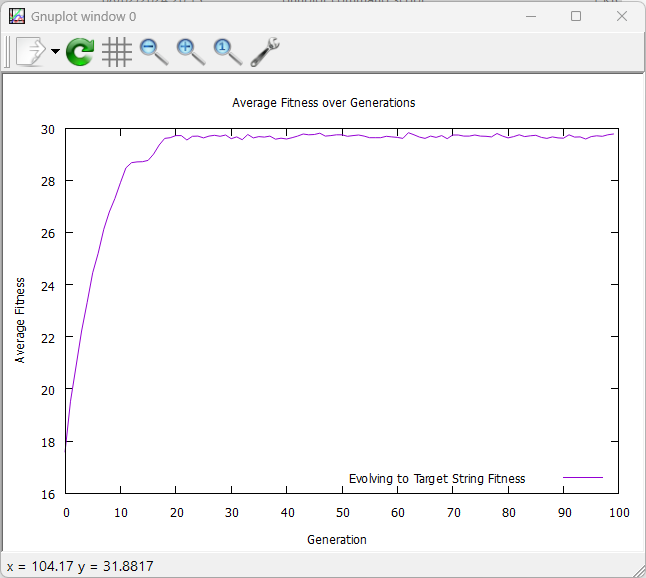 Gnuplot window 0
1
Average Fitness over Generations
30
28
26
24
22
20
18
16
Average Fitness
Evolving to Target String Fitness
0 10 20 30 40 50 60 70 80 90 100
Generation
x = 104.17 y = 31.8817